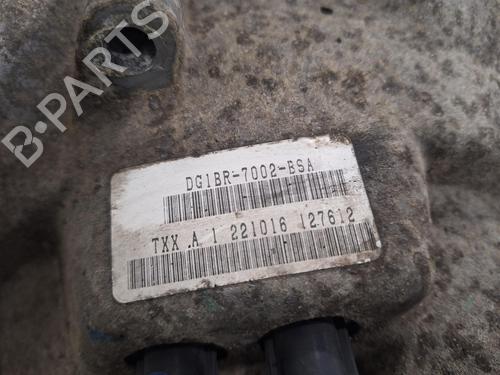 B-PARTS
DG1BR-7002-BSA
TXX .A 1 221016 127612